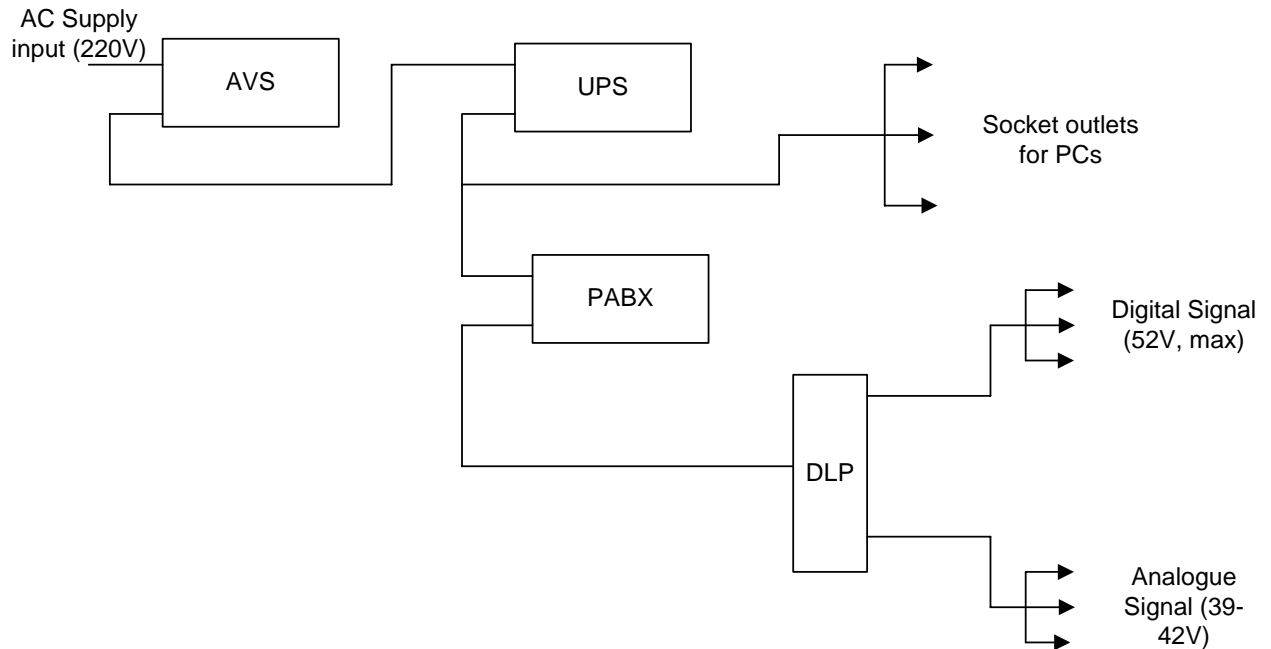 AC Supply
input (220V)
AVS
UPS
Socket outlets
for PCs
PABX
Digital Signal
(52V, max)
DLP
Analogue
Signal (39-
42V)